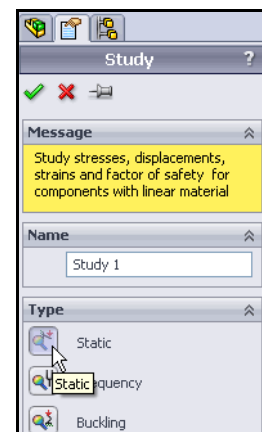 Study ?
Message
Study stresses, displacements,
strains and factor of safety for
components with linear material
Name
Study 1
Type
Static
Static quency
Buckling